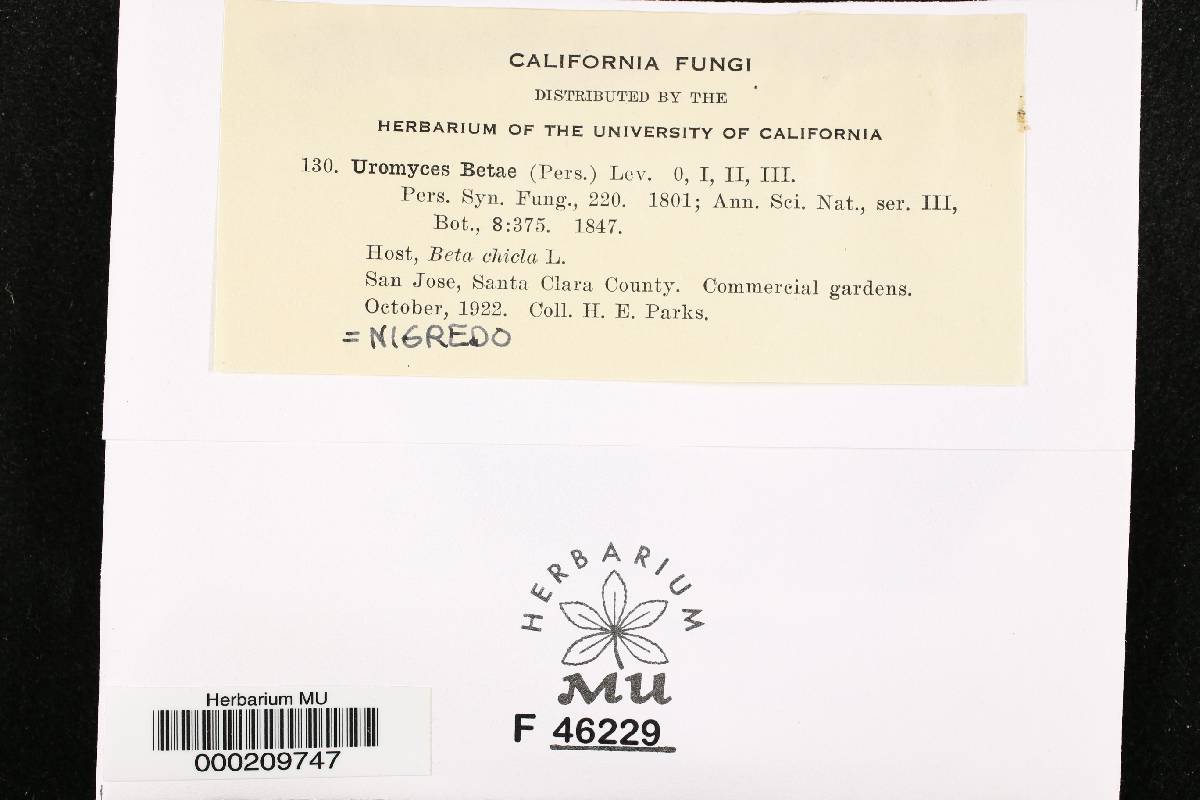 CALIFORNIA FUNGI
DISTRIBUTED BY THE
HERBARIUM OF THE UNIVERSITY OF CALIFORNIA
130. Uromyces Betae (Pers.) Lev. 0, I, II, III.
Pers. Syn. Fung., 220. 1801; Ann. Sci. Nat., ser. III,
Bot., 8:375. 1847.
Host, Beta chicla L.
San Jose, Santa Clara County. Commercial gardens.
October, 1922. Coll. H. E. Parks.
= NIGREDO
HERBARIUM
MU
F 46229
Herbarium MU
000209747